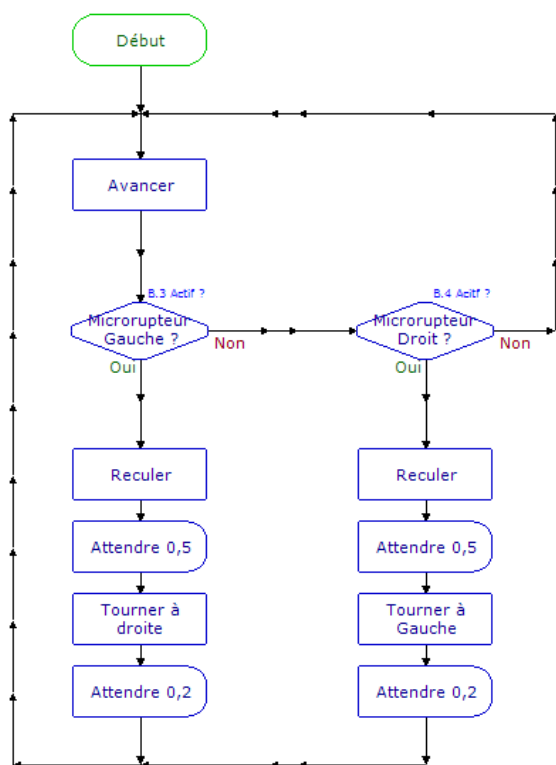 Début
Avancer
B.3 Actif ?
Microrupteur
Gauche ?
Non
Oui
B.4 Acitf ?
Microrupteur
Droit ?
Non
Oui
Reculer
Attendre 0,5
Tourner à
droite
Attendre 0,2
Reculer
Attendre 0,5
Tourner à
Gauche
Attendre 0,2